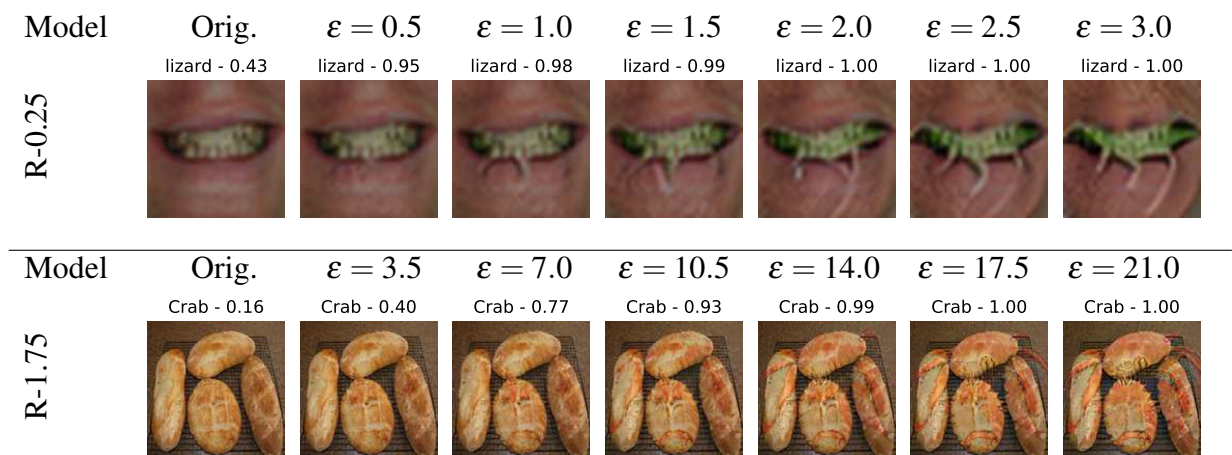 Model Orig. ε = 0.5 ε = 1.0 ε = 1.5 ε = 2.0 ε = 2.5 ε = 3.0
lizard - 0.43 lizard - 0.95 lizard - 0.98 lizard - 0.99 lizard - 1.00 lizard - 1.00 lizard - 1.00
R-0.25
Model Orig. ε = 3.5 ε = 7.0 ε = 10.5 ε = 14.0 ε = 17.5 ε = 21.0
Crab - 0.16 Crab - 0.40 Crab - 0.77 Crab - 0.93 Crab - 0.99 Crab - 1.00 Crab - 1.00
R-1.75